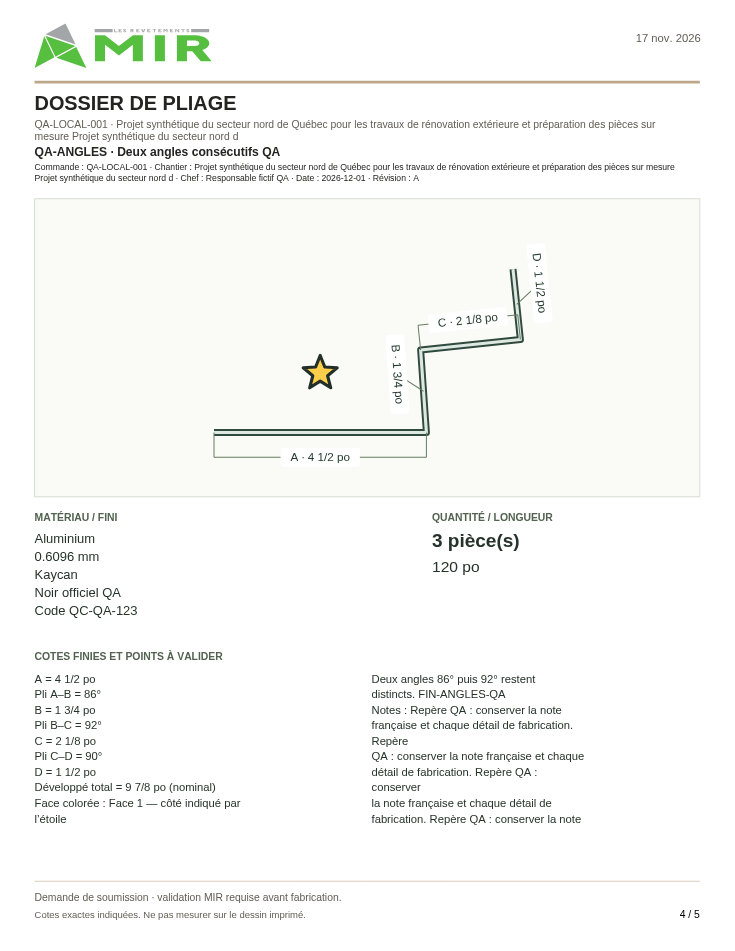 LES REVETEMENTS
MIR
17 nov. 2026
DOSSIER DE PLIAGE
QA-LOCAL-001 · Projet synthétique du secteur nord de Québec pour les travaux de rénovation extérieure et préparation des pièces sur
mesure Projet synthétique du secteur nord d
QA-ANGLES · Deux angles consécutifs QA
Commande : QA-LOCAL-001 · Chantier : Projet synthétique du secteur nord de Québec pour les travaux de rénovation extérieure et préparation des pièces sur mesure
Projet synthétique du secteur nord d · Chef : Responsable fictif QA · Date : 2026-12-01 · Révision : A
D · 1 1/2 po
C · 2 1/8 po
B · 1 3/4 po
A · 4 1/2 po
MATÉRIAU / FINI
Aluminium
0.6096 mm
Kaycan
Noir officiel QA
Code QC-QA-123
QUANTITÉ / LONGUEUR
3 pièce(s)
120 po
COTES FINIES ET POINTS À VALIDER
A = 4 1/2 po
Pli A–B = 86°
B = 1 3/4 po
Pli B–C = 92°
C = 2 1/8 po
Pli C–D = 90°
D = 1 1/2 po
Développé total = 9 7/8 po (nominal)
Face colorée : Face 1 — côté indiqué par
l’étoile
Deux angles 86° puis 92° restent
distincts. FIN-ANGLES-QA
Notes : Repère QA : conserver la note
française et chaque détail de fabrication.
Repère
QA : conserver la note française et chaque
détail de fabrication. Repère QA :
conserver
la note française et chaque détail de
fabrication. Repère QA : conserver la note
Demande de soumission · validation MIR requise avant fabrication.
Cotes exactes indiquées. Ne pas mesurer sur le dessin imprimé.
4 / 5